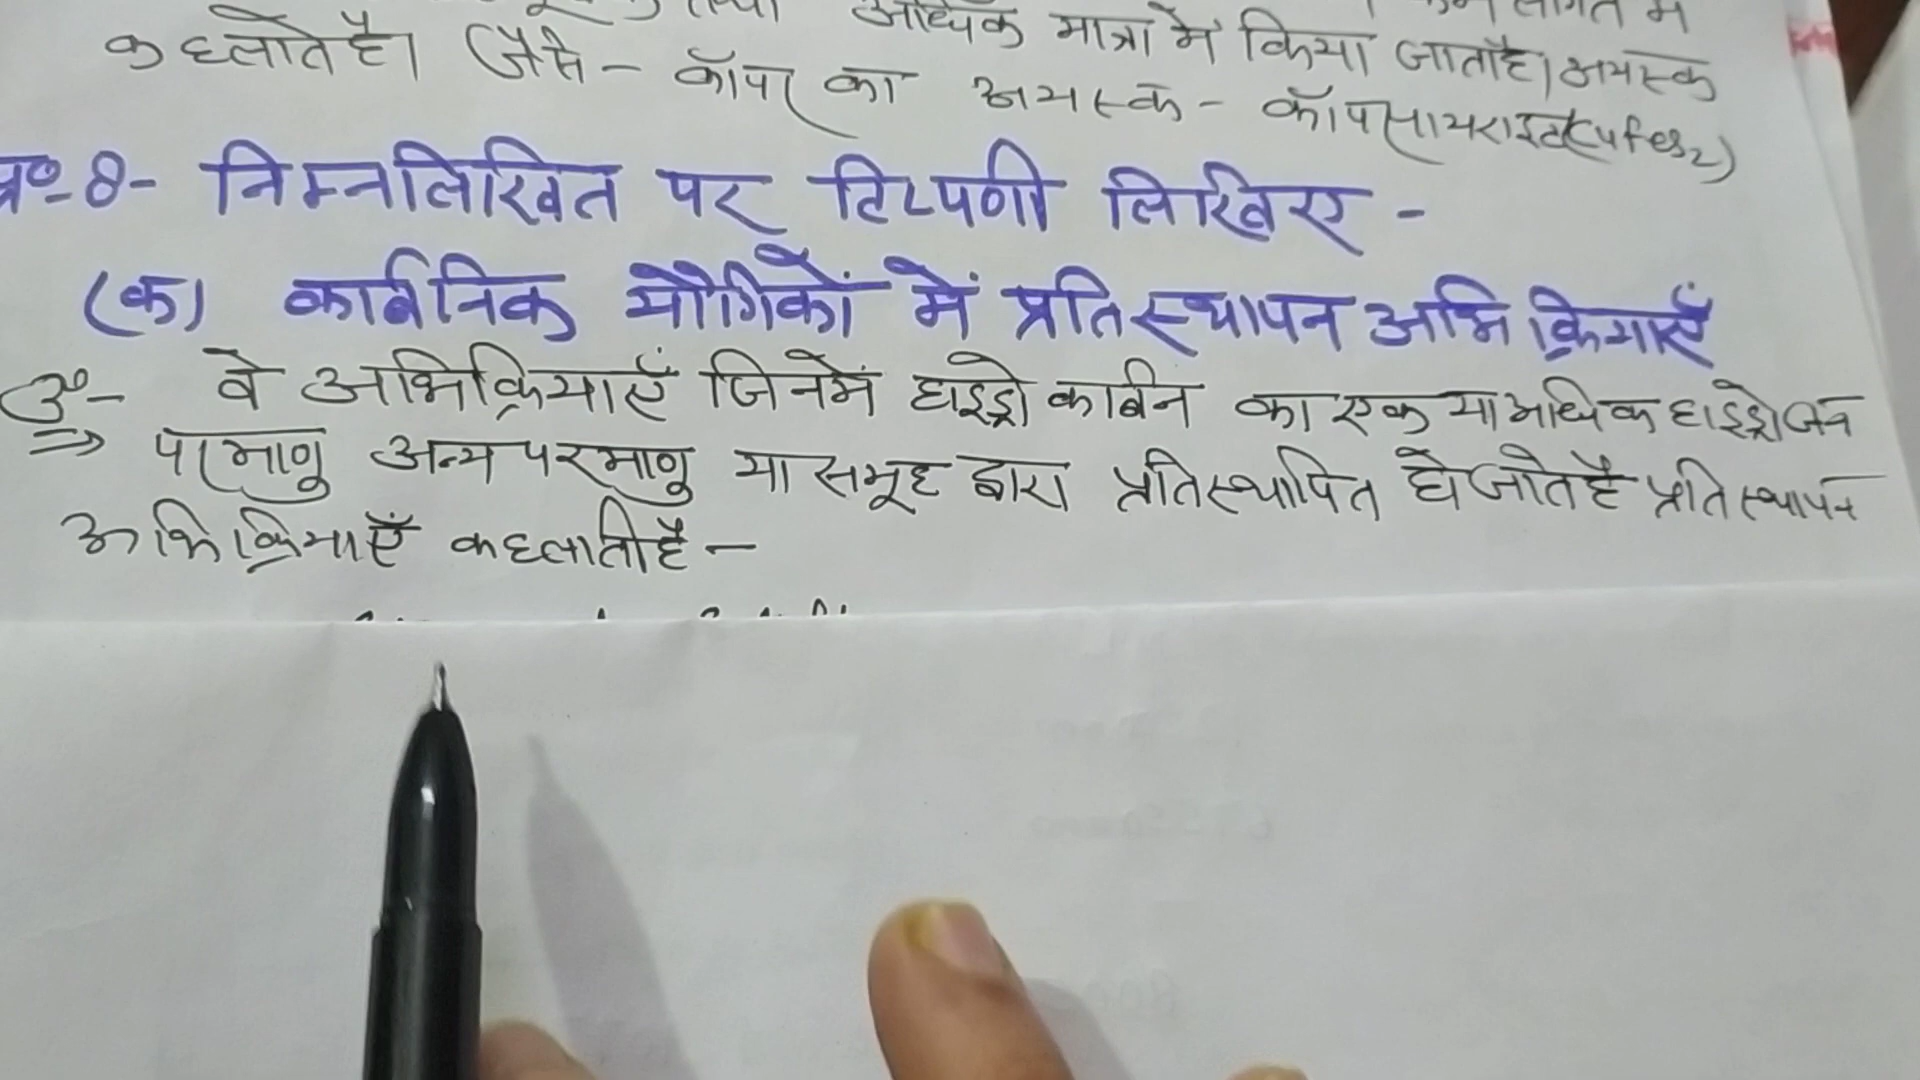 अधिक मात्रा में किया जाता है। अयस्क
कहलाते है। (जैसे - कॉपर का अयस्क - कॉपरपायराइट(CuFeS₂)
प्र०-8- निम्नलिखित पर टिप्पणी लिखिए -
(क) कार्बनिक यौगिकों में प्रतिस्थापन अभिक्रियाएँ
उ०- वे अभिक्रियाएँ जिनमें हाइड्रोकार्बन का एक या अधिक हाइड्रोजन
⇒ परमाणु अन्य परमाणु या समूह द्वारा प्रतिस्थापित हो जाते है प्रतिस्थापन
अभिक्रियाएँ कहलाती है -